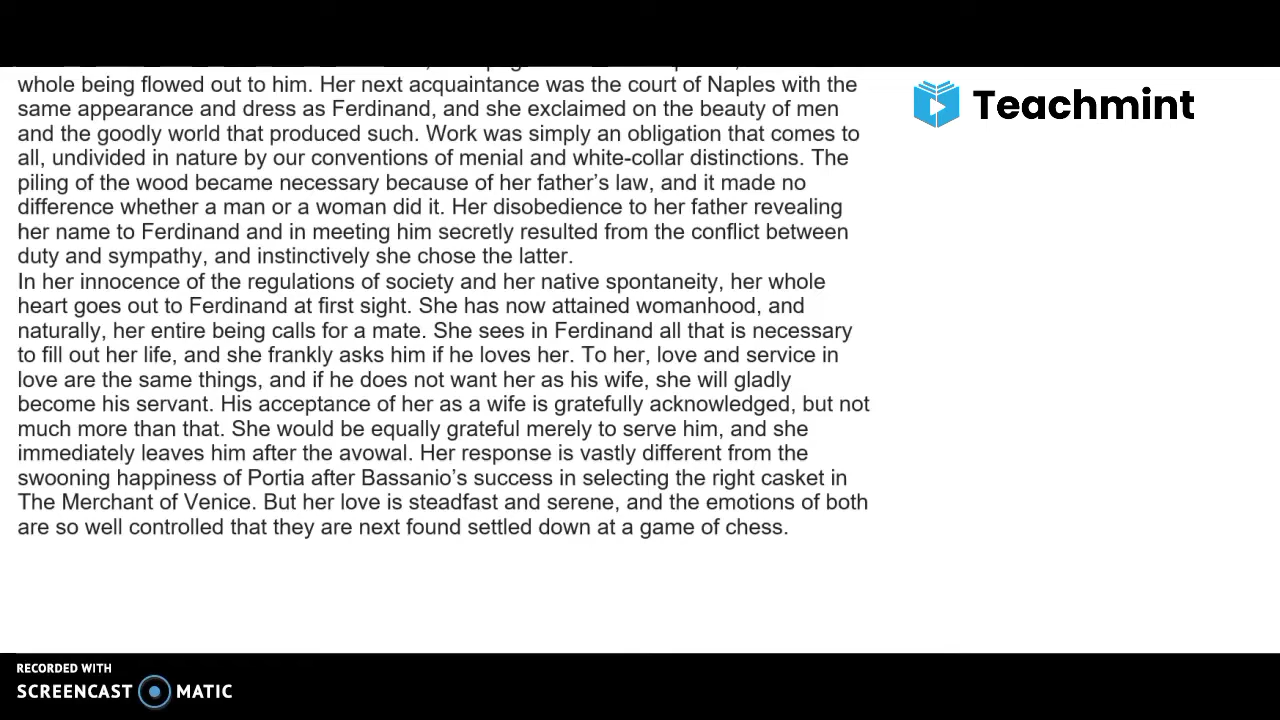 whole being flowed out to him. Her next acquaintance was the court of Naples with the
same appearance and dress as Ferdinand, and she exclaimed on the beauty of men
and the goodly world that produced such. Work was simply an obligation that comes to
all, undivided in nature by our conventions of menial and white-collar distinctions. The
piling of the wood became necessary because of her father’s law, and it made no
difference whether a man or a woman did it. Her disobedience to her father revealing
her name to Ferdinand and in meeting him secretly resulted from the conflict between
duty and sympathy, and instinctively she chose the latter.
In her innocence of the regulations of society and her native spontaneity, her whole
heart goes out to Ferdinand at first sight. She has now attained womanhood, and
naturally, her entire being calls for a mate. She sees in Ferdinand all that is necessary
to fill out her life, and she frankly asks him if he loves her. To her, love and service in
love are the same things, and if he does not want her as his wife, she will gladly
become his servant. His acceptance of her as a wife is gratefully acknowledged, but not
much more than that. She would be equally grateful merely to serve him, and she
immediately leaves him after the avowal. Her response is vastly different from the
swooning happiness of Portia after Bassanio’s success in selecting the right casket in
The Merchant of Venice. But her love is steadfast and serene, and the emotions of both
are so well controlled that they are next found settled down at a game of chess.
Teachmint
RECORDED WITH
SCREENCAST MATIC